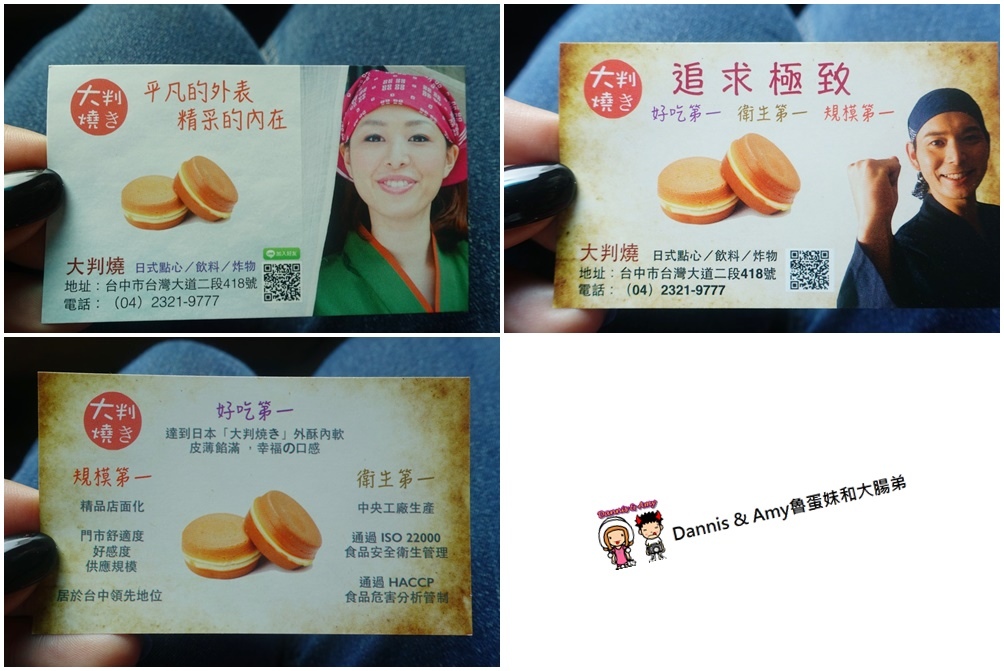 大判
燒き
平凡的外表
精采的內在
加入好友
大判燒 日式點心／飲料／炸物
地址：台中市台灣大道二段418號
電話：（04）2321-9777
大判
燒き
追求極致
好吃第一 衛生第一 規模第一
大判燒 日式點心／飲料／炸物
地址：台中市台灣大道二段418號
電話：（04）2321-9777
大判
燒き
好吃第一
達到日本「大判焼き」外酥內軟
皮薄餡滿，幸福の口感
規模第一
精品店面化
門市舒適度
好感度
供應規模
居於台中領先地位
衛生第一
中央工廠生產
通過 ISO 22000
食品安全衛生管理
通過 HACCP
食品危害分析管制
Dannis & Amy
Dannis & Amy魯蛋妹和大腸弟